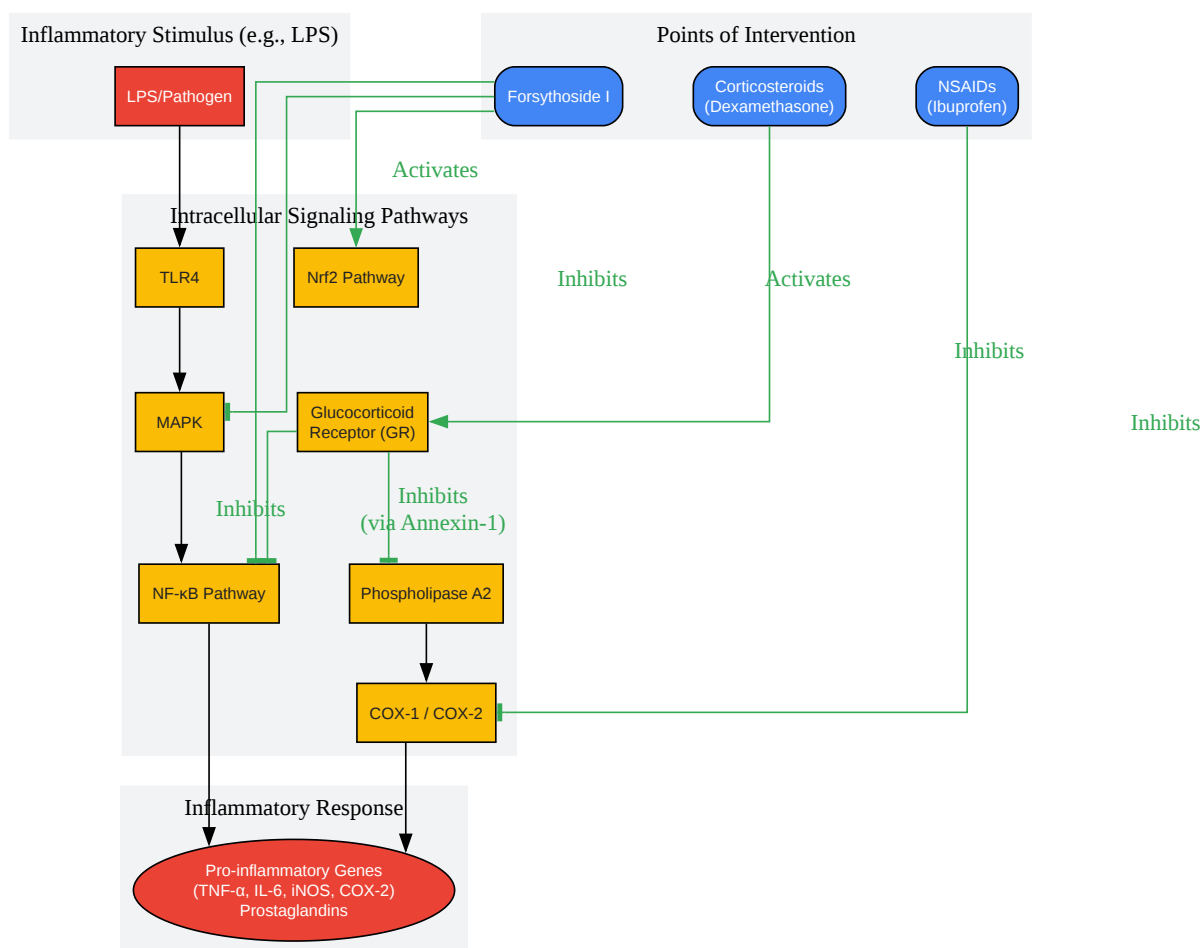 Inflammatory Stimulus (e.g., LPS)
Points of Intervention
LPS/Pathogen
Forsythoside I
Corticosteroids
(Dexamethasone)
NSAIDs
(Ibuprofen)
Activates
Intracellular Signaling Pathways
TLR4
Nrf2 Pathway
Inhibits
Activates
Inhibits
MAPK
Glucocorticoid
Receptor (GR)
Inhibits
Inhibits
Inhibits
(via Annexin-1)
NF-κB Pathway
Phospholipase A2
COX-1 / COX-2
Inflammatory Response
Pro-inflammatory Genes
(TNF-α, IL-6, iNOS, COX-2)
Prostaglandins